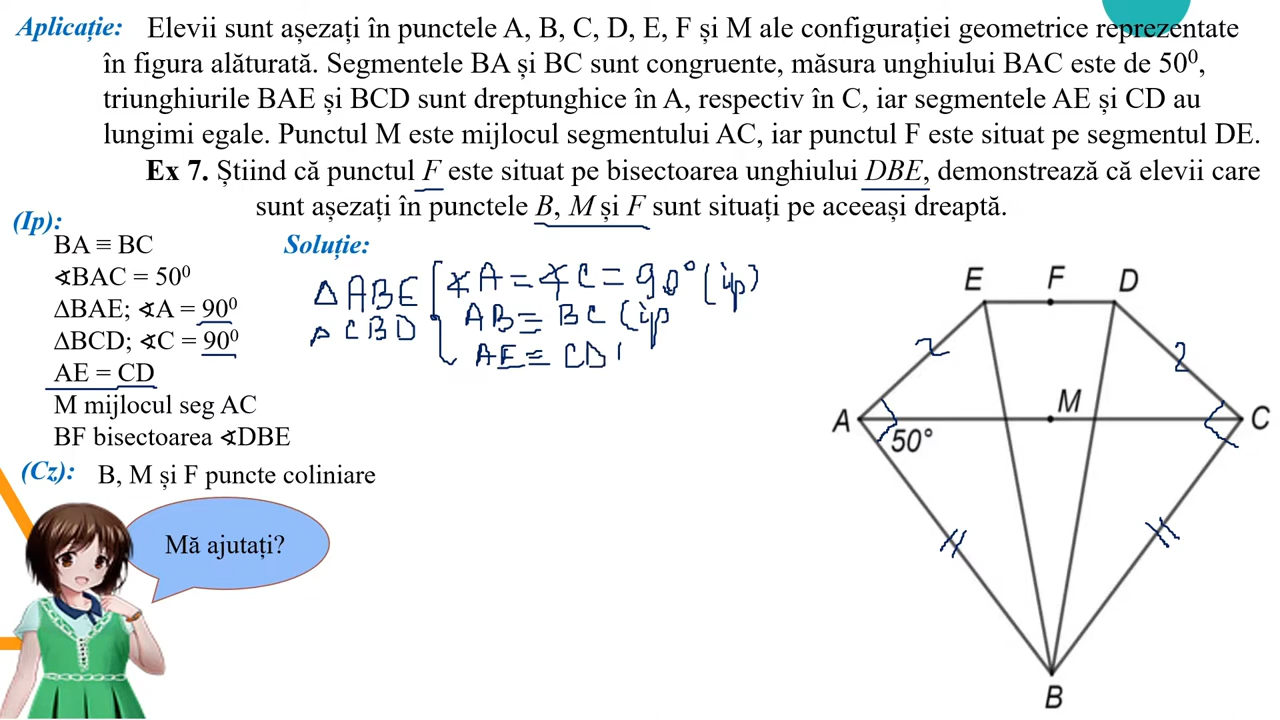 Aplicație: Elevii sunt așezați în punctele A, B, C, D, E, F și M ale configurației geometrice reprezentate
în figura alăturată. Segmentele BA și BC sunt congruente, măsura unghiului BAC este de 50⁰,
triunghiurile BAE și BCD sunt dreptunghice în A, respectiv în C, iar segmentele AE și CD au
lungimi egale. Punctul M este mijlocul segmentului AC, iar punctul F este situat pe segmentul DE.
Ex 7. Știind că punctul F este situat pe bisectoarea unghiului DBE, demonstrează că elevii care
sunt așezați în punctele B, M și F sunt situați pe aceeași dreaptă.
(Ip):
BA ≡ BC
∢BAC = 50⁰
ΔBAE; ∢A = 90⁰
ΔBCD; ∢C = 90⁰
AE = CD
M mijlocul seg AC
BF bisectoarea ∢DBE
(Cz): B, M și F puncte coliniare
Mă ajutați?
Soluție:
Δ ABE ∢A = ∢C = 90° (ip)
Δ CBD AB ≡ BC (ip
AE ≡ CD (
E F D
A M C
50°
B